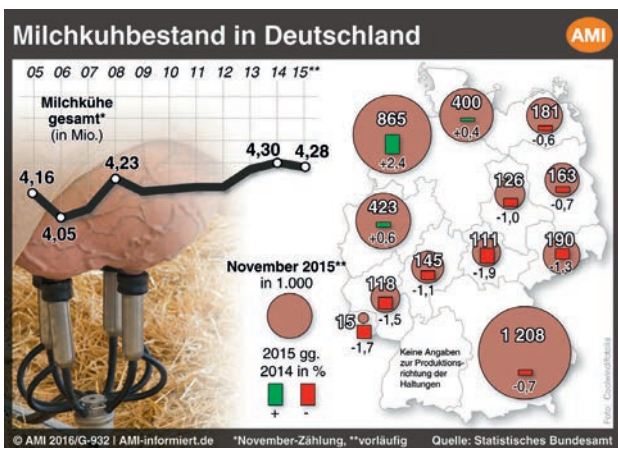 Milchkuhbestand in Deutschland
AMI
05 06 07 08 09 10 11 12 13 14 15**
Milchkühe
gesamt*
(in Mio.)
4,16
4,05
4,23
4,30
4,28
865
+2,4
400
+0,4
181
-0,6
126
-1,0
163
-0,7
423
+0,6
145
-1,1
111
-1,9
190
-1,3
118
-1,5
15
-1,7
1 208
-0,7
November 2015**
in 1.000
2015 gg.
2014 in %
+ -
Keine Angaben
zur Produktions-
richtung der
Haltungen
Foto: Coolwind/fotolia
© AMI 2016/G-932 | AMI-informiert.de *November-Zählung, **vorläufig Quelle: Statistisches Bundesamt